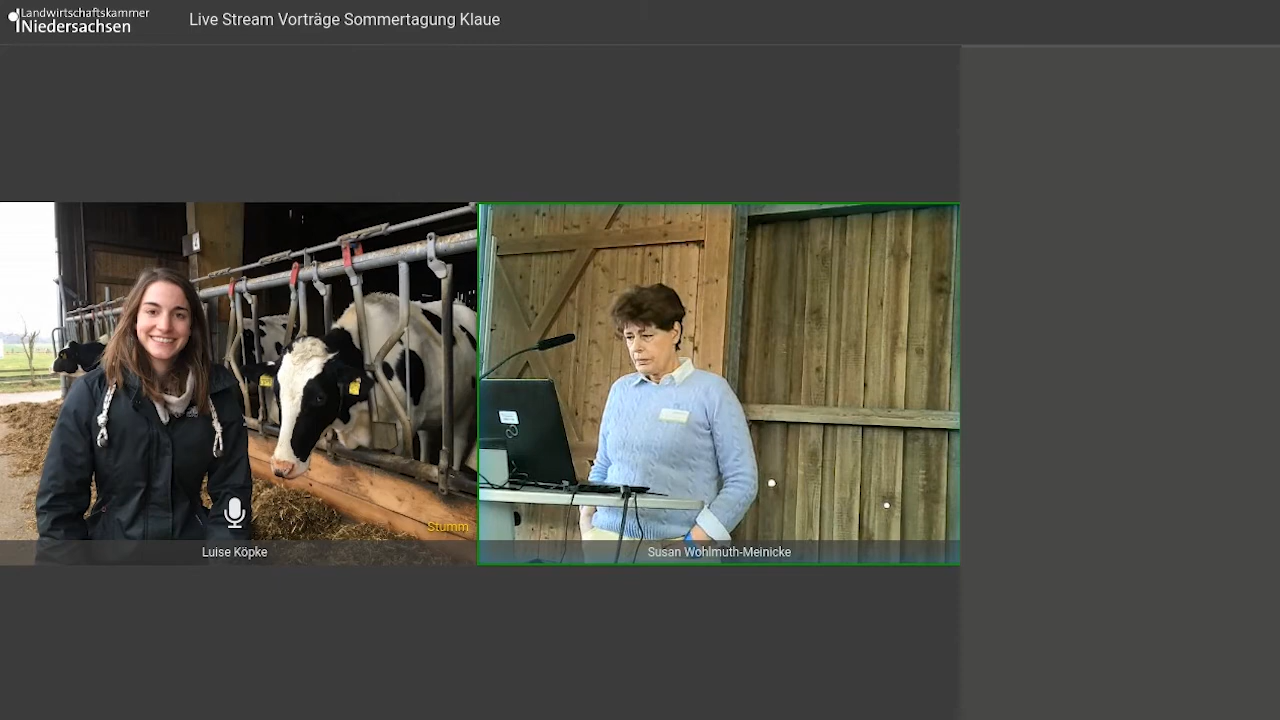 Landwirtschaftskammer
Niedersachsen
Live Stream Vorträge Sommertagung Klaue
Stumm
Luise Köpke
Susan Wohlmuth-Meinicke